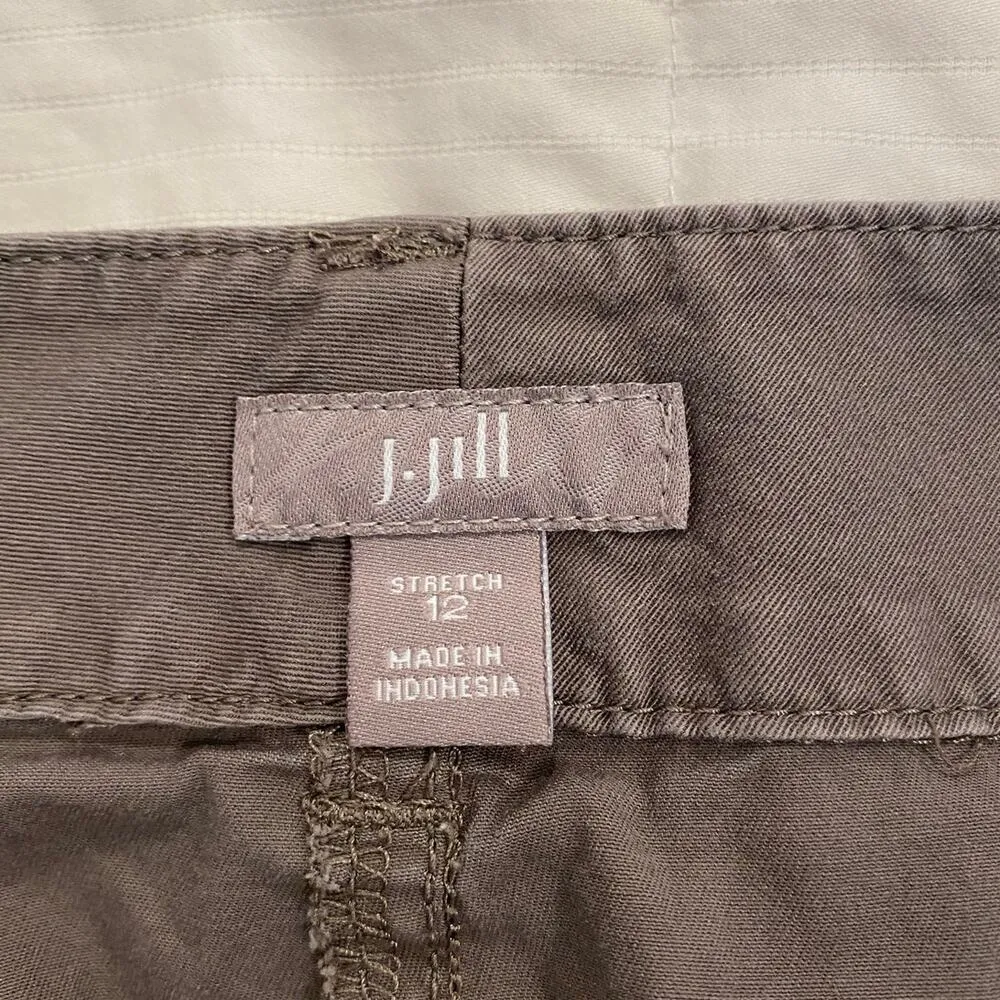 J.Jill
STRETCH
12
MADE IN
INDONESIA